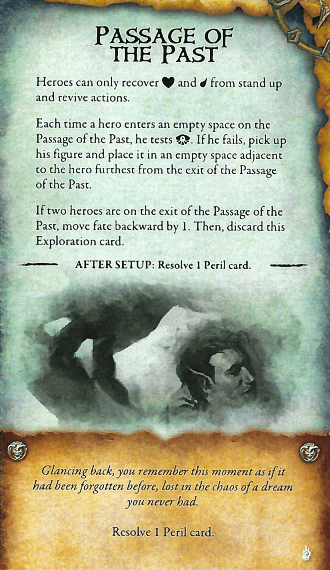 PASSAGE OF
THE PAST
Heroes can only recover and from stand up
and revive actions.
Each time a hero enters an empty space on the
Passage of the Past, he tests . If he fails, pick up
his figure and place it in an empty space adjacent
to the hero furthest from the exit of the Passage
of the Past.
If two heroes are on the exit of the Passage of the
Past, move fate backward by 1. Then, discard this
Exploration card.
AFTER SETUP: Resolve 1 Peril card.
Glancing back, you remember this moment as if it
had been forgotten before, lost in the chaos of a dream
you never had.
Resolve 1 Peril card.